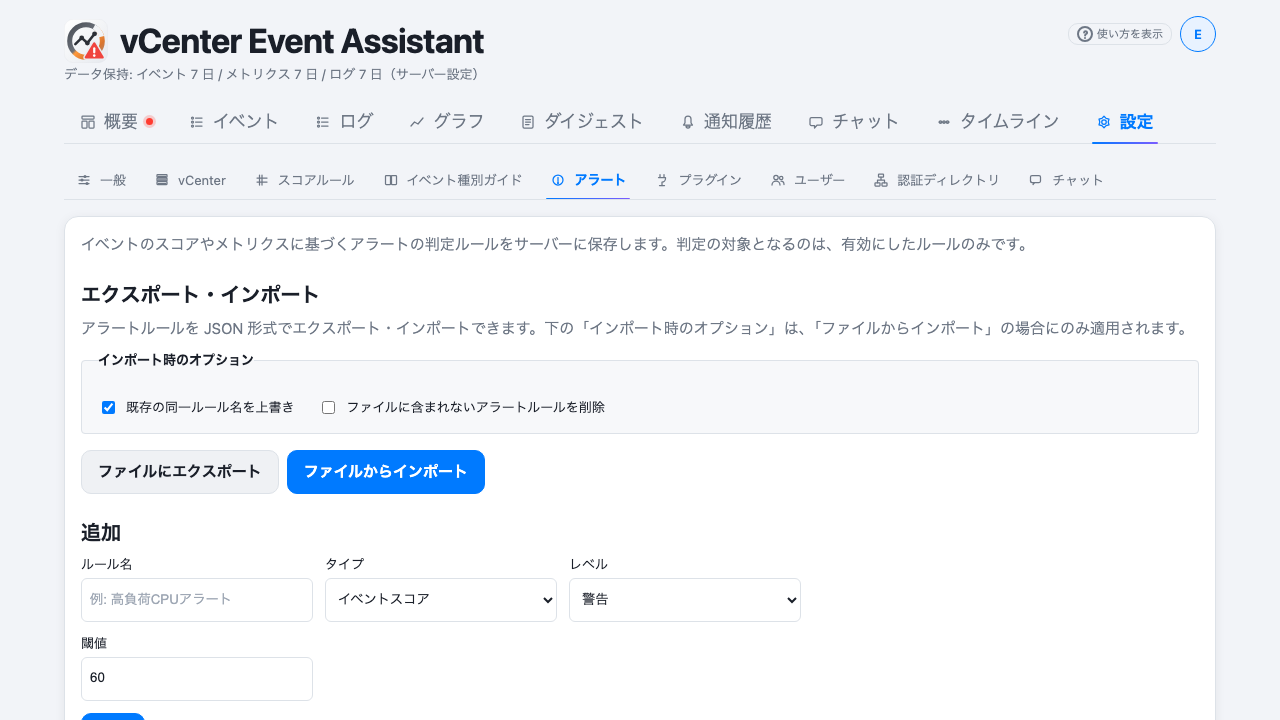 vCenter Event Assistant
データ保持: イベント 7 日 / メトリクス 7 日 / ログ 7 日（サーバー設定）
使い方を表示
E
概要 イベント ログ グラフ ダイジェスト 通知履歴 チャット タイムライン 設定
一般 vCenter スコアルール イベント種別ガイド アラート プラグイン ユーザー 認証ディレクトリ チャット
イベントのスコアやメトリクスに基づくアラートの判定ルールをサーバーに保存します。判定の対象となるのは、有効にしたルールのみです。
エクスポート・インポート
アラートルールを JSON 形式でエクスポート・インポートできます。下の「インポート時のオプション」は、「ファイルからインポート」の場合にのみ適用されます。
インポート時のオプション
既存の同一ルール名を上書き ファイルに含まれないアラートルールを削除
ファイルにエクスポート ファイルからインポート
追加
ルール名 タイプ レベル
例: 高負荷CPUアラート イベントスコア 警告
閾値
60